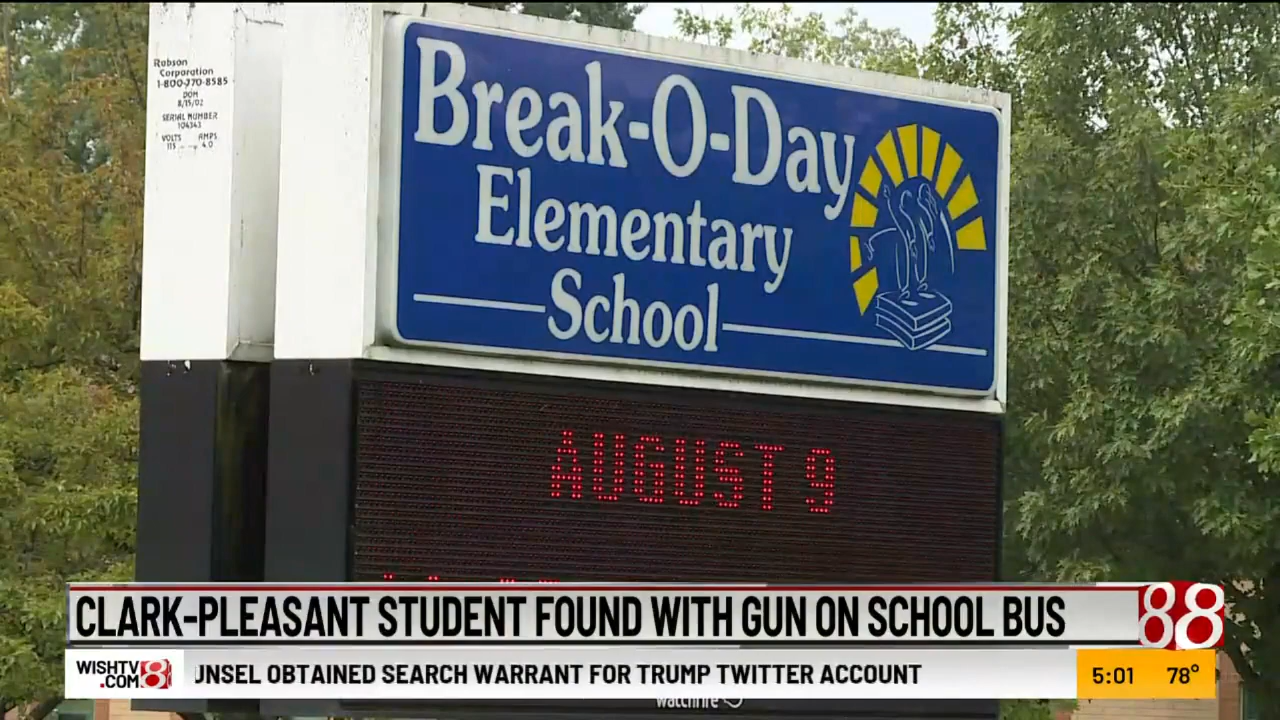 Robson
Corporation
1-800-770-8585
DOM
8/15/02
SERIAL NUMBER
104343
VOLTS AMPS
115 4.0
Break-O-Day
Elementary
School
AUGUST 9
CLARK-PLEASANT STUDENT FOUND WITH GUN ON SCHOOL BUS
88
WISHTV
.COM 8
UNSEL OBTAINED SEARCH WARRANT FOR TRUMP TWITTER ACCOUNT
5:01 78°
watchfire